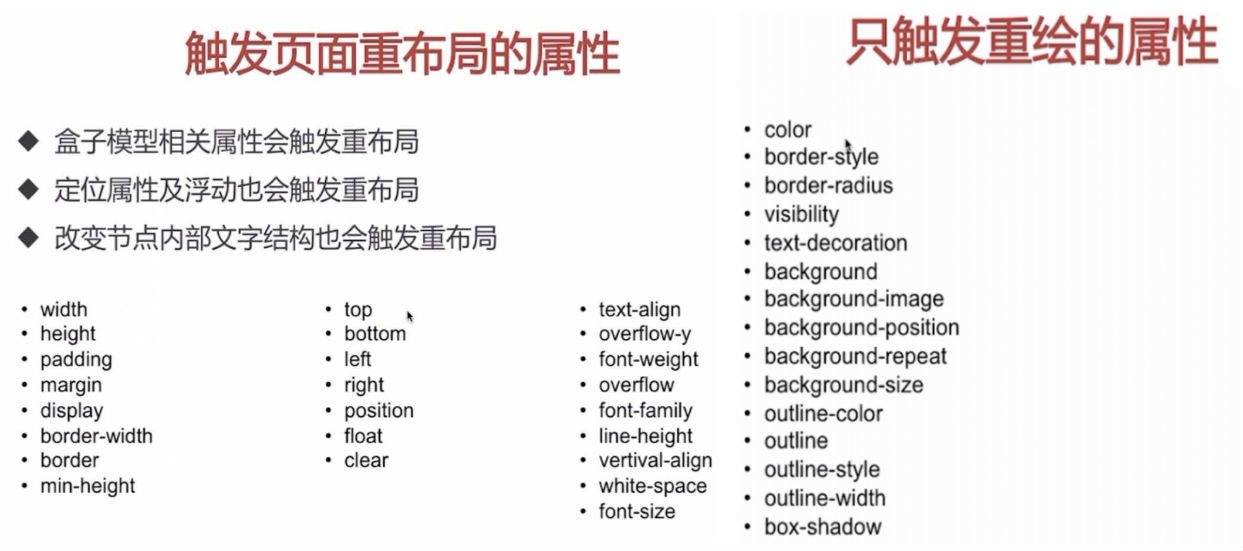 触发页面重布局的属性
◆ 盒子模型相关属性会触发重布局
◆ 定位属性及浮动也会触发重布局
◆ 改变节点内部文字结构也会触发重布局
• width
• height
• padding
• margin
• display
• border-width
• border
• min-height
• top
• bottom
• left
• right
• position
• float
• clear
• text-align
• overflow-y
• font-weight
• overflow
• font-family
• line-height
• vertival-align
• white-space
• font-size
只触发重绘的属性
• color
• border-style
• border-radius
• visibility
• text-decoration
• background
• background-image
• background-position
• background-repeat
• background-size
• outline-color
• outline
• outline-style
• outline-width
• box-shadow